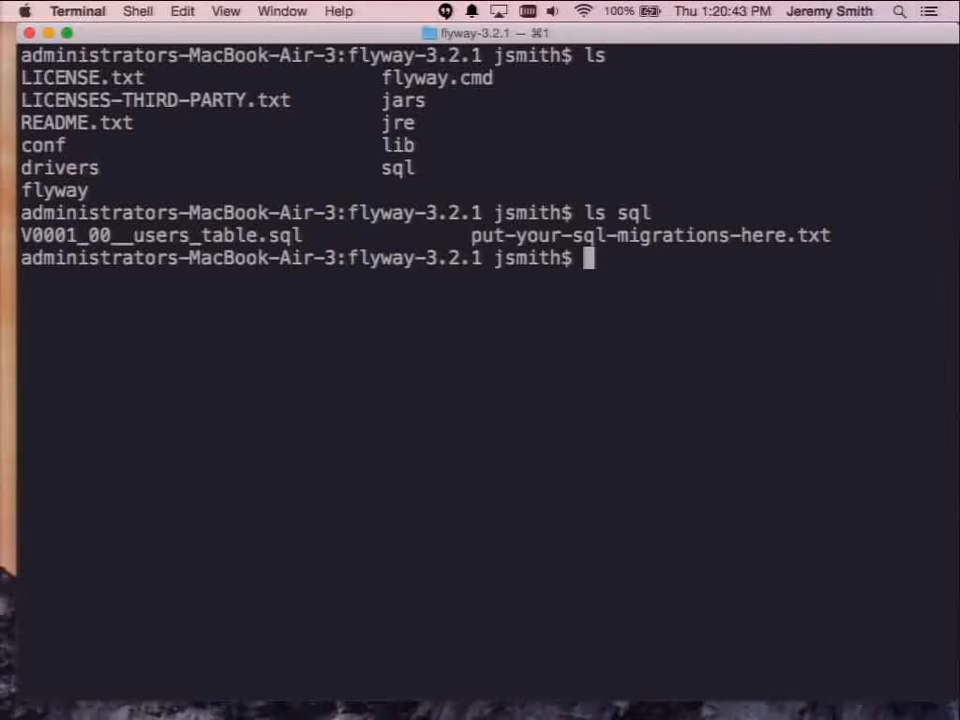 Terminal Shell Edit View Window Help 100% Thu 1:20:43 PM Jeremy Smith
flyway-3.2.1 — ⌘1
administrators-MacBook-Air-3:flyway-3.2.1 jsmith$ ls
LICENSE.txt flyway.cmd
LICENSES-THIRD-PARTY.txt jars
README.txt jre
conf lib
drivers sql
flyway
administrators-MacBook-Air-3:flyway-3.2.1 jsmith$ ls sql
V0001_00__users_table.sql put-your-sql-migrations-here.txt
administrators-MacBook-Air-3:flyway-3.2.1 jsmith$